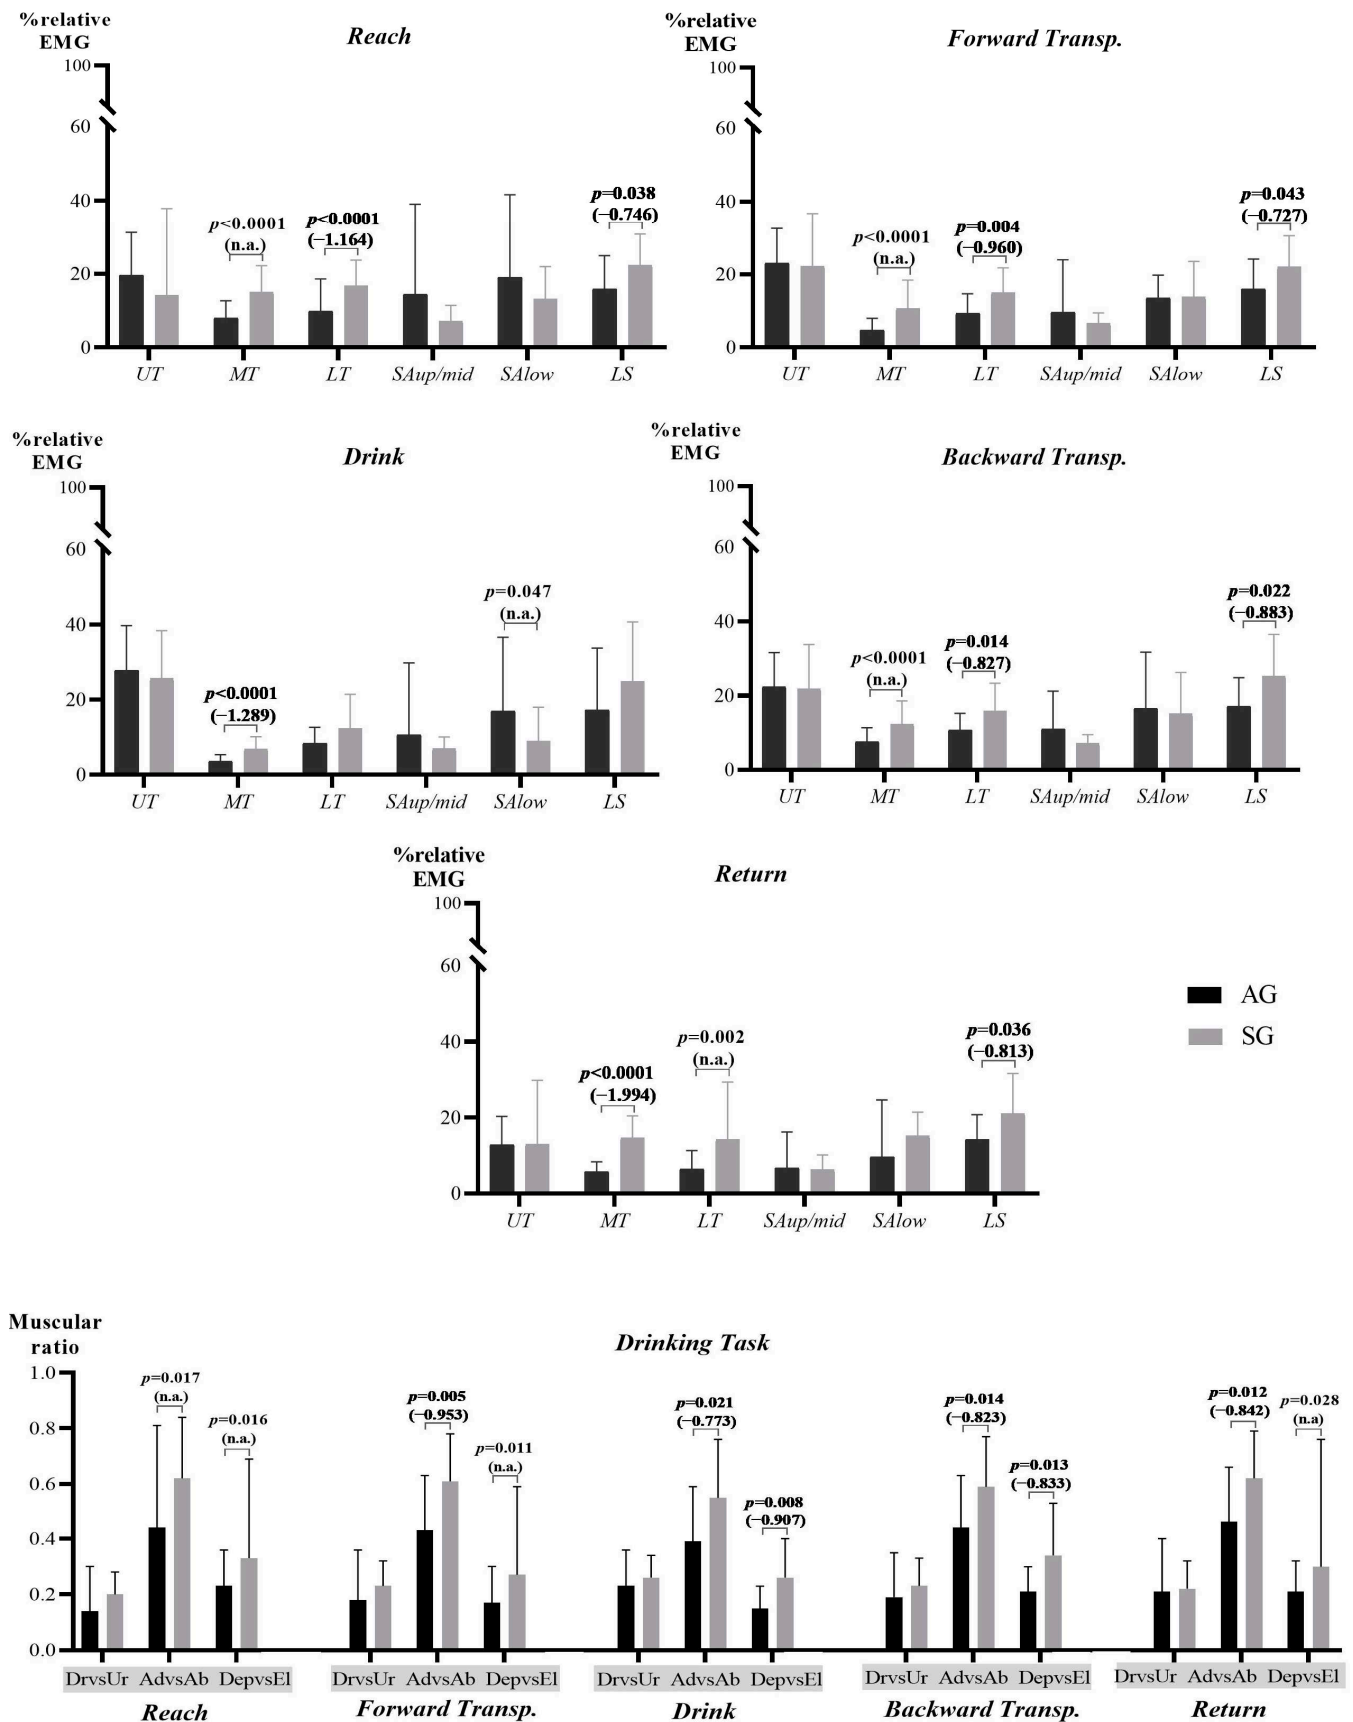 %relative
EMG
Reach
100
60
40
20
0
p<0.0001
(n.a.)
p<0.0001
(−1.164)
p=0.038
(−0.746)
UT MT LT SAup/mid SAlow LS
%relative
EMG
Forward Transp.
100
60
40
20
0
p<0.0001
(n.a.)
p=0.004
(−0.960)
p=0.043
(−0.727)
UT MT LT SAup/mid SAlow LS
%relative
EMG
Drink
100
60
40
20
0
p<0.0001
(−1.289)
p=0.047
(n.a.)
UT MT LT SAup/mid SAlow LS
%relative
EMG
Backward Transp.
100
60
40
20
0
p<0.0001
(n.a.)
p=0.014
(−0.827)
p=0.022
(−0.883)
UT MT LT SAup/mid SAlow LS
%relative
EMG
Return
100
60
40
20
0
p<0.0001
(−1.994)
p=0.002
(n.a.)
p=0.036
(−0.813)
UT MT LT SAup/mid SAlow LS
AG
SG
Muscular
ratio
Drinking Task
1.0
0.8
0.6
0.4
0.2
0.0
p=0.017
(n.a.)
p=0.016
(n.a.)
p=0.005
(−0.953)
p=0.011
(n.a.)
p=0.021
(−0.773)
p=0.008
(−0.907)
p=0.014
(−0.823)
p=0.013
(−0.833)
p=0.012
(−0.842)
p=0.028
(n.a)
DrvsUr AdvsAb DepvsEl DrvsUr AdvsAb DepvsEl DrvsUr AdvsAb DepvsEl DrvsUr AdvsAb DepvsEl DrvsUr AdvsAb DepvsEl
Reach Forward Transp. Drink Backward Transp. Return